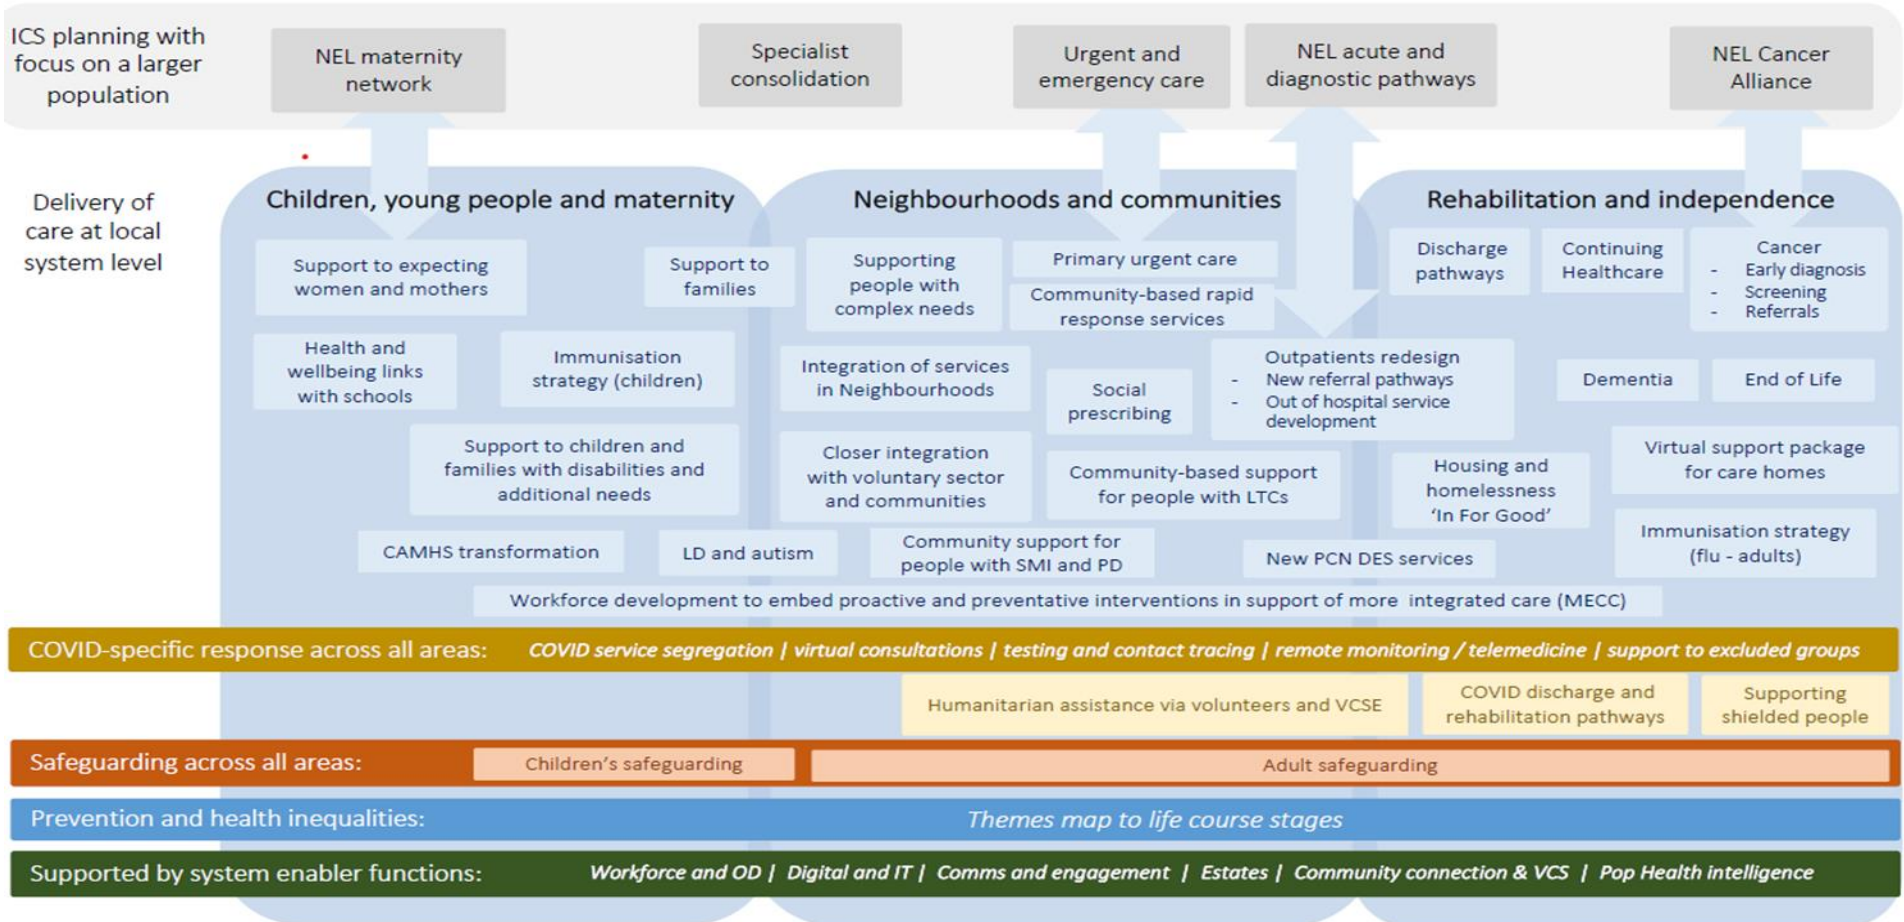 ICS planning with
focus on a larger
population
NEL maternity
network
Specialist
consolidation
Urgent and
emergency care
NEL acute and
diagnostic pathways
NEL Cancer
Alliance
Delivery of
care at local
system level
Children, young people and maternity
Support to expecting
women and mothers
Support to
families
Health and
wellbeing links
with schools
Immunisation
strategy (children)
Support to children and
families with disabilities and
additional needs
CAMHS transformation
LD and autism
Neighbourhoods and communities
Supporting
people with
complex needs
Primary urgent care
Community-based rapid
response services
Integration of services
in Neighbourhoods
Social
prescribing
Outpatients redesign
- New referral pathways
- Out of hospital service
development
Closer integration
with voluntary sector
and communities
Community-based support
for people with LTCs
Community support for
people with SMI and PD
New PCN DES services
Rehabilitation and independence
Discharge
pathways
Continuing
Healthcare
Cancer
- Early diagnosis
- Screening
- Referrals
Dementia
End of Life
Housing and
homelessness
'In For Good'
Virtual support package
for care homes
Immunisation strategy
(flu - adults)
Workforce development to embed proactive and preventative interventions in support of more integrated care (MECC)
COVID-specific response across all areas: COVID service segregation | virtual consultations | testing and contact tracing | remote monitoring / telemedicine | support to excluded groups
Humanitarian assistance via volunteers and VCSE
COVID discharge and
rehabilitation pathways
Supporting
shielded people
Safeguarding across all areas: Children's safeguarding Adult safeguarding
Prevention and health inequalities: Themes map to life course stages
Supported by system enabler functions: Workforce and OD | Digital and IT | Comms and engagement | Estates | Community connection & VCS | Pop Health intelligence